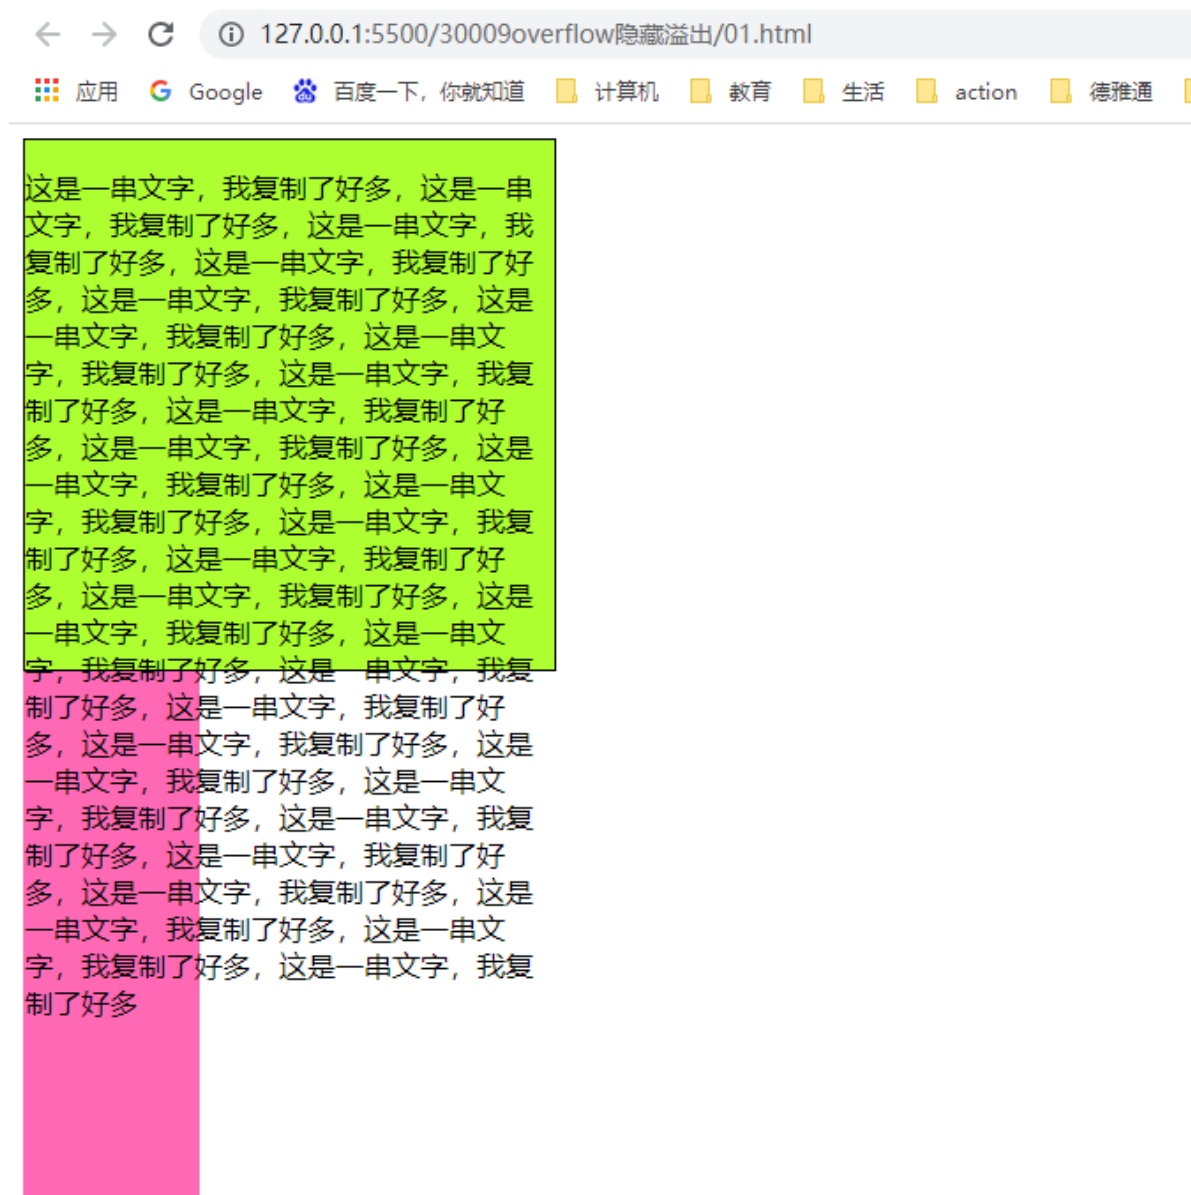 127.0.0.1:5500/30009overflow隐藏溢出/01.html
应用 Google 百度一下，你就知道 计算机 教育 生活 action 德雅通
这是一串文字，我复制了好多，这是一串
文字，我复制了好多，这是一串文字，我
复制了好多，这是一串文字，我复制了好
多，这是一串文字，我复制了好多，这是
一串文字，我复制了好多，这是一串文
字，我复制了好多，这是一串文字，我复
制了好多，这是一串文字，我复制了好
多，这是一串文字，我复制了好多，这是
一串文字，我复制了好多，这是一串文
字，我复制了好多，这是一串文字，我复
制了好多，这是一串文字，我复制了好
多，这是一串文字，我复制了好多，这是
一串文字，我复制了好多，这是一串文
字，我复制了好多，这是一串文字，我复
制了好多，这是一串文字，我复制了好
多，这是一串文字，我复制了好多，这是
一串文字，我复制了好多，这是一串文
字，我复制了好多，这是一串文字，我复
制了好多，这是一串文字，我复制了好
多，这是一串文字，我复制了好多，这是
一串文字，我复制了好多，这是一串文
字，我复制了好多，这是一串文字，我复
制了好多